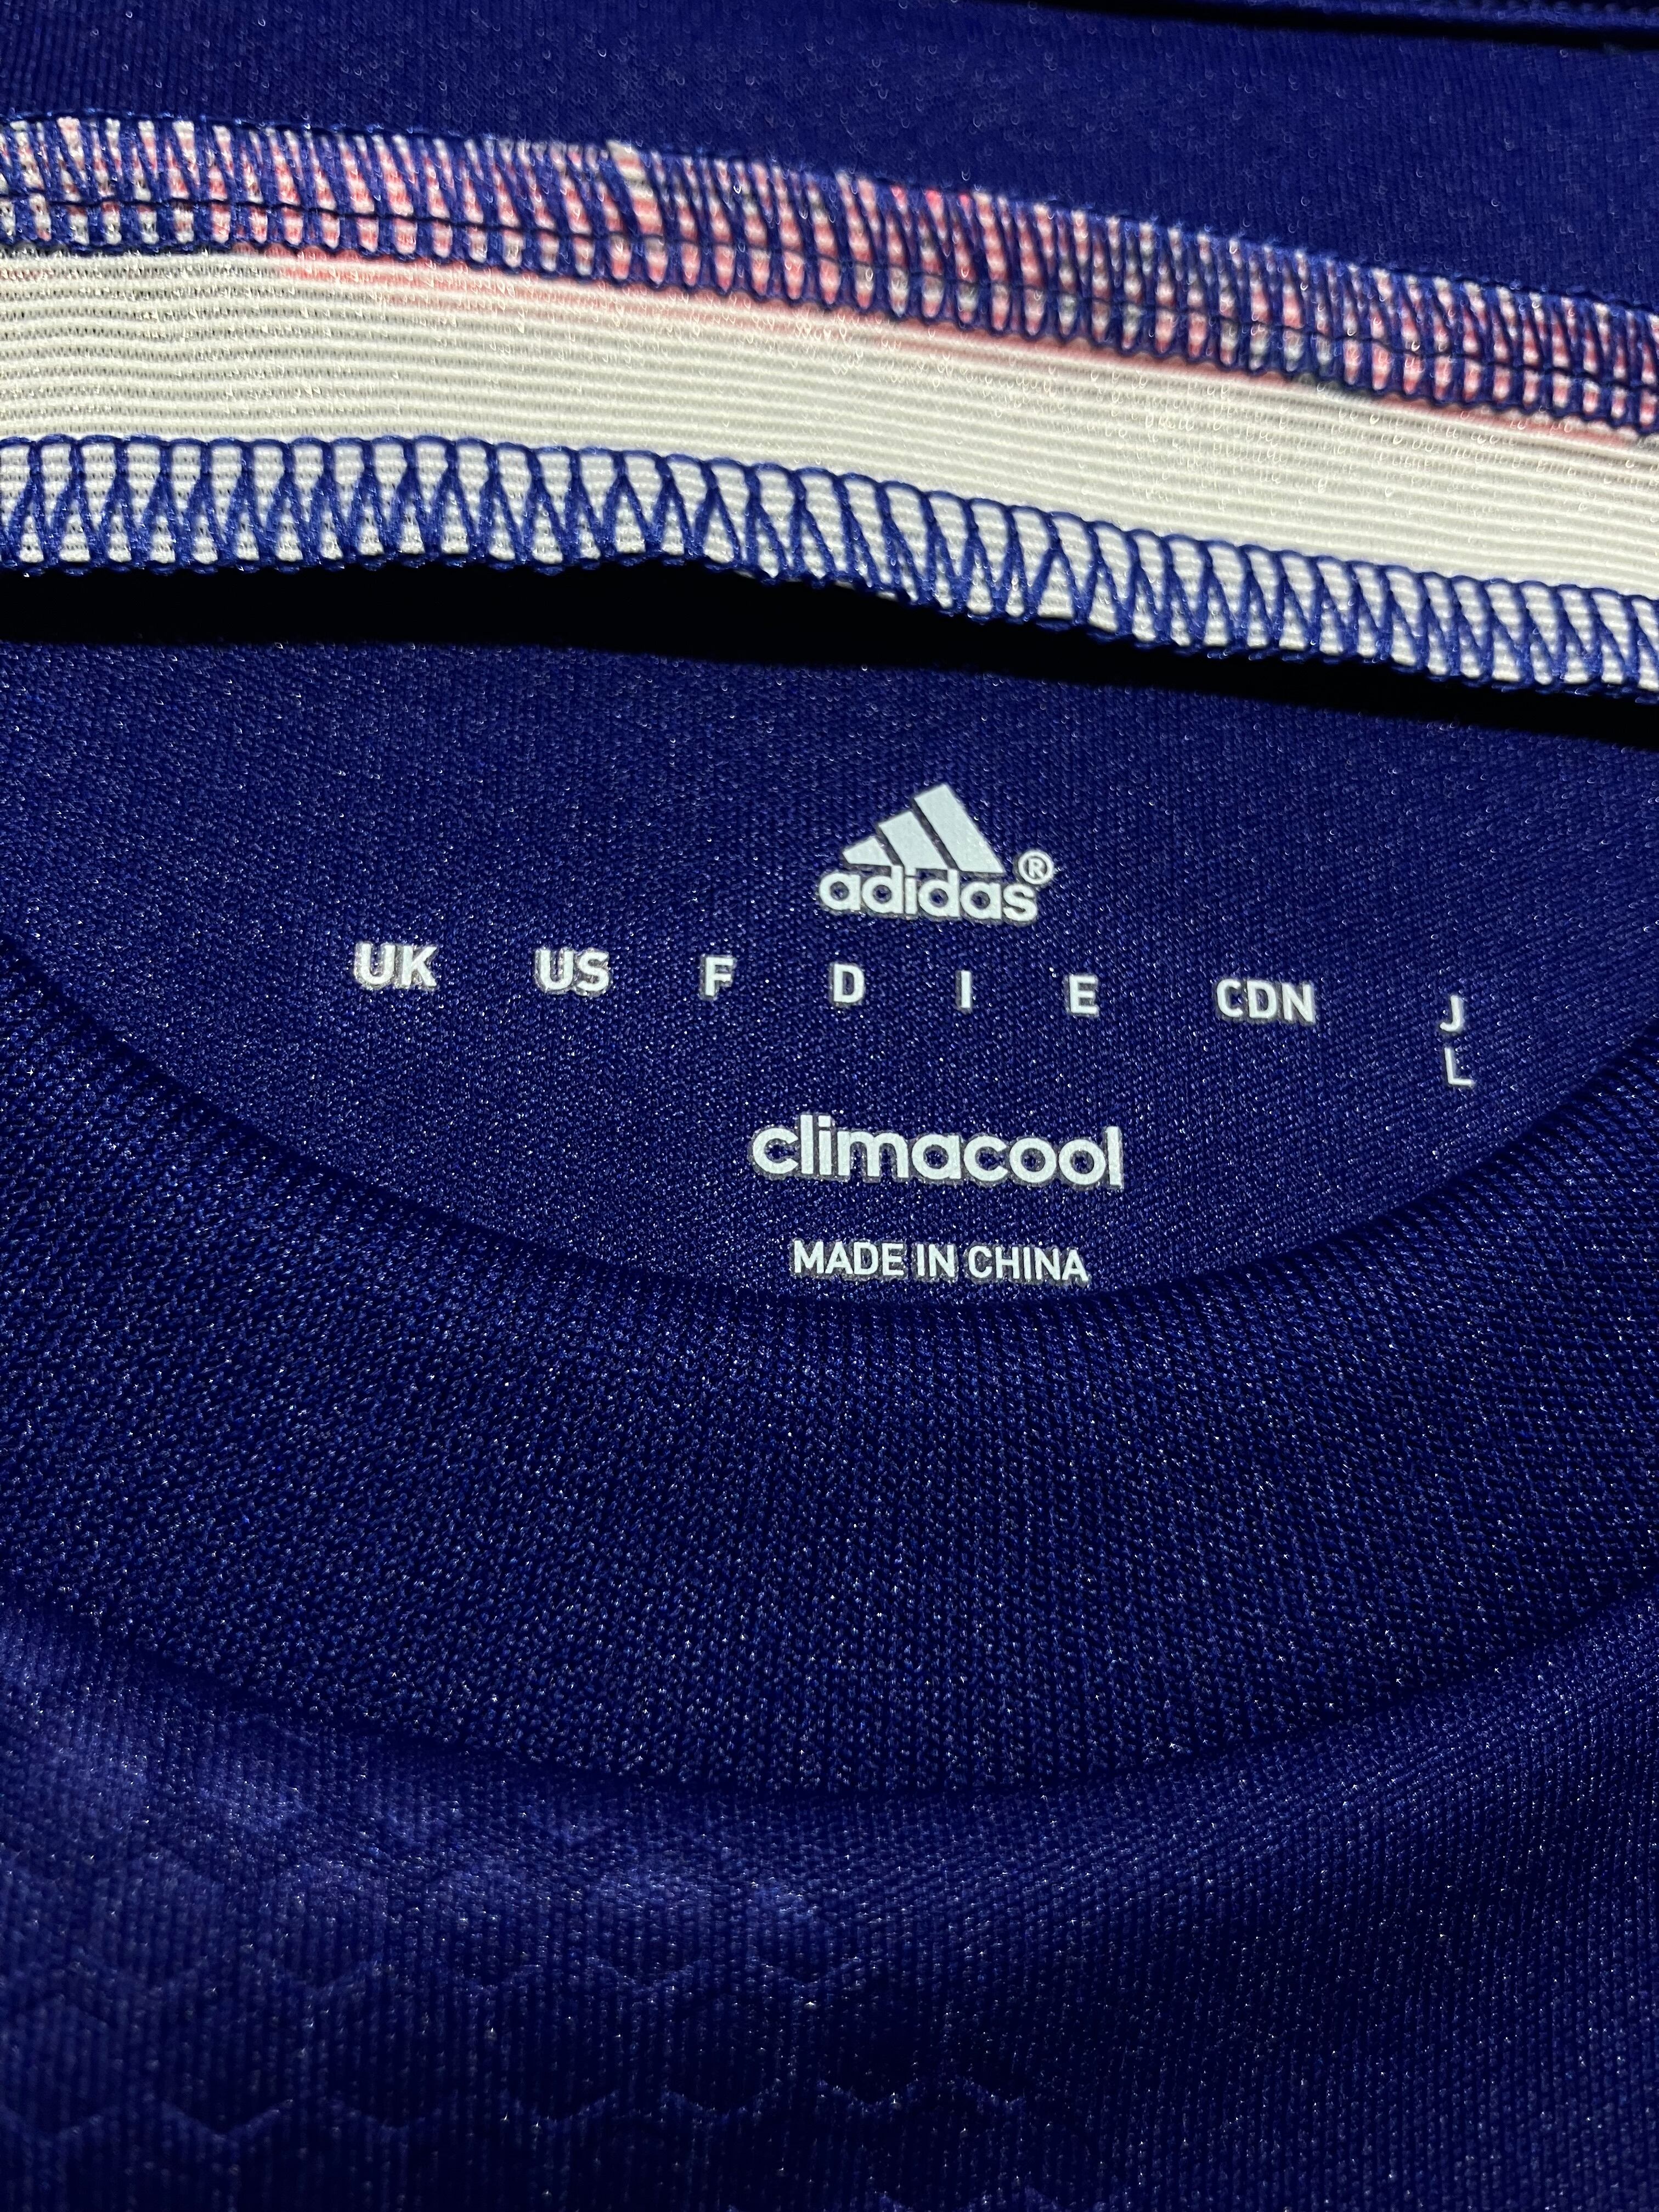 adidas®
UK US F D I E CDN J
L
climacool
MADE IN CHINA